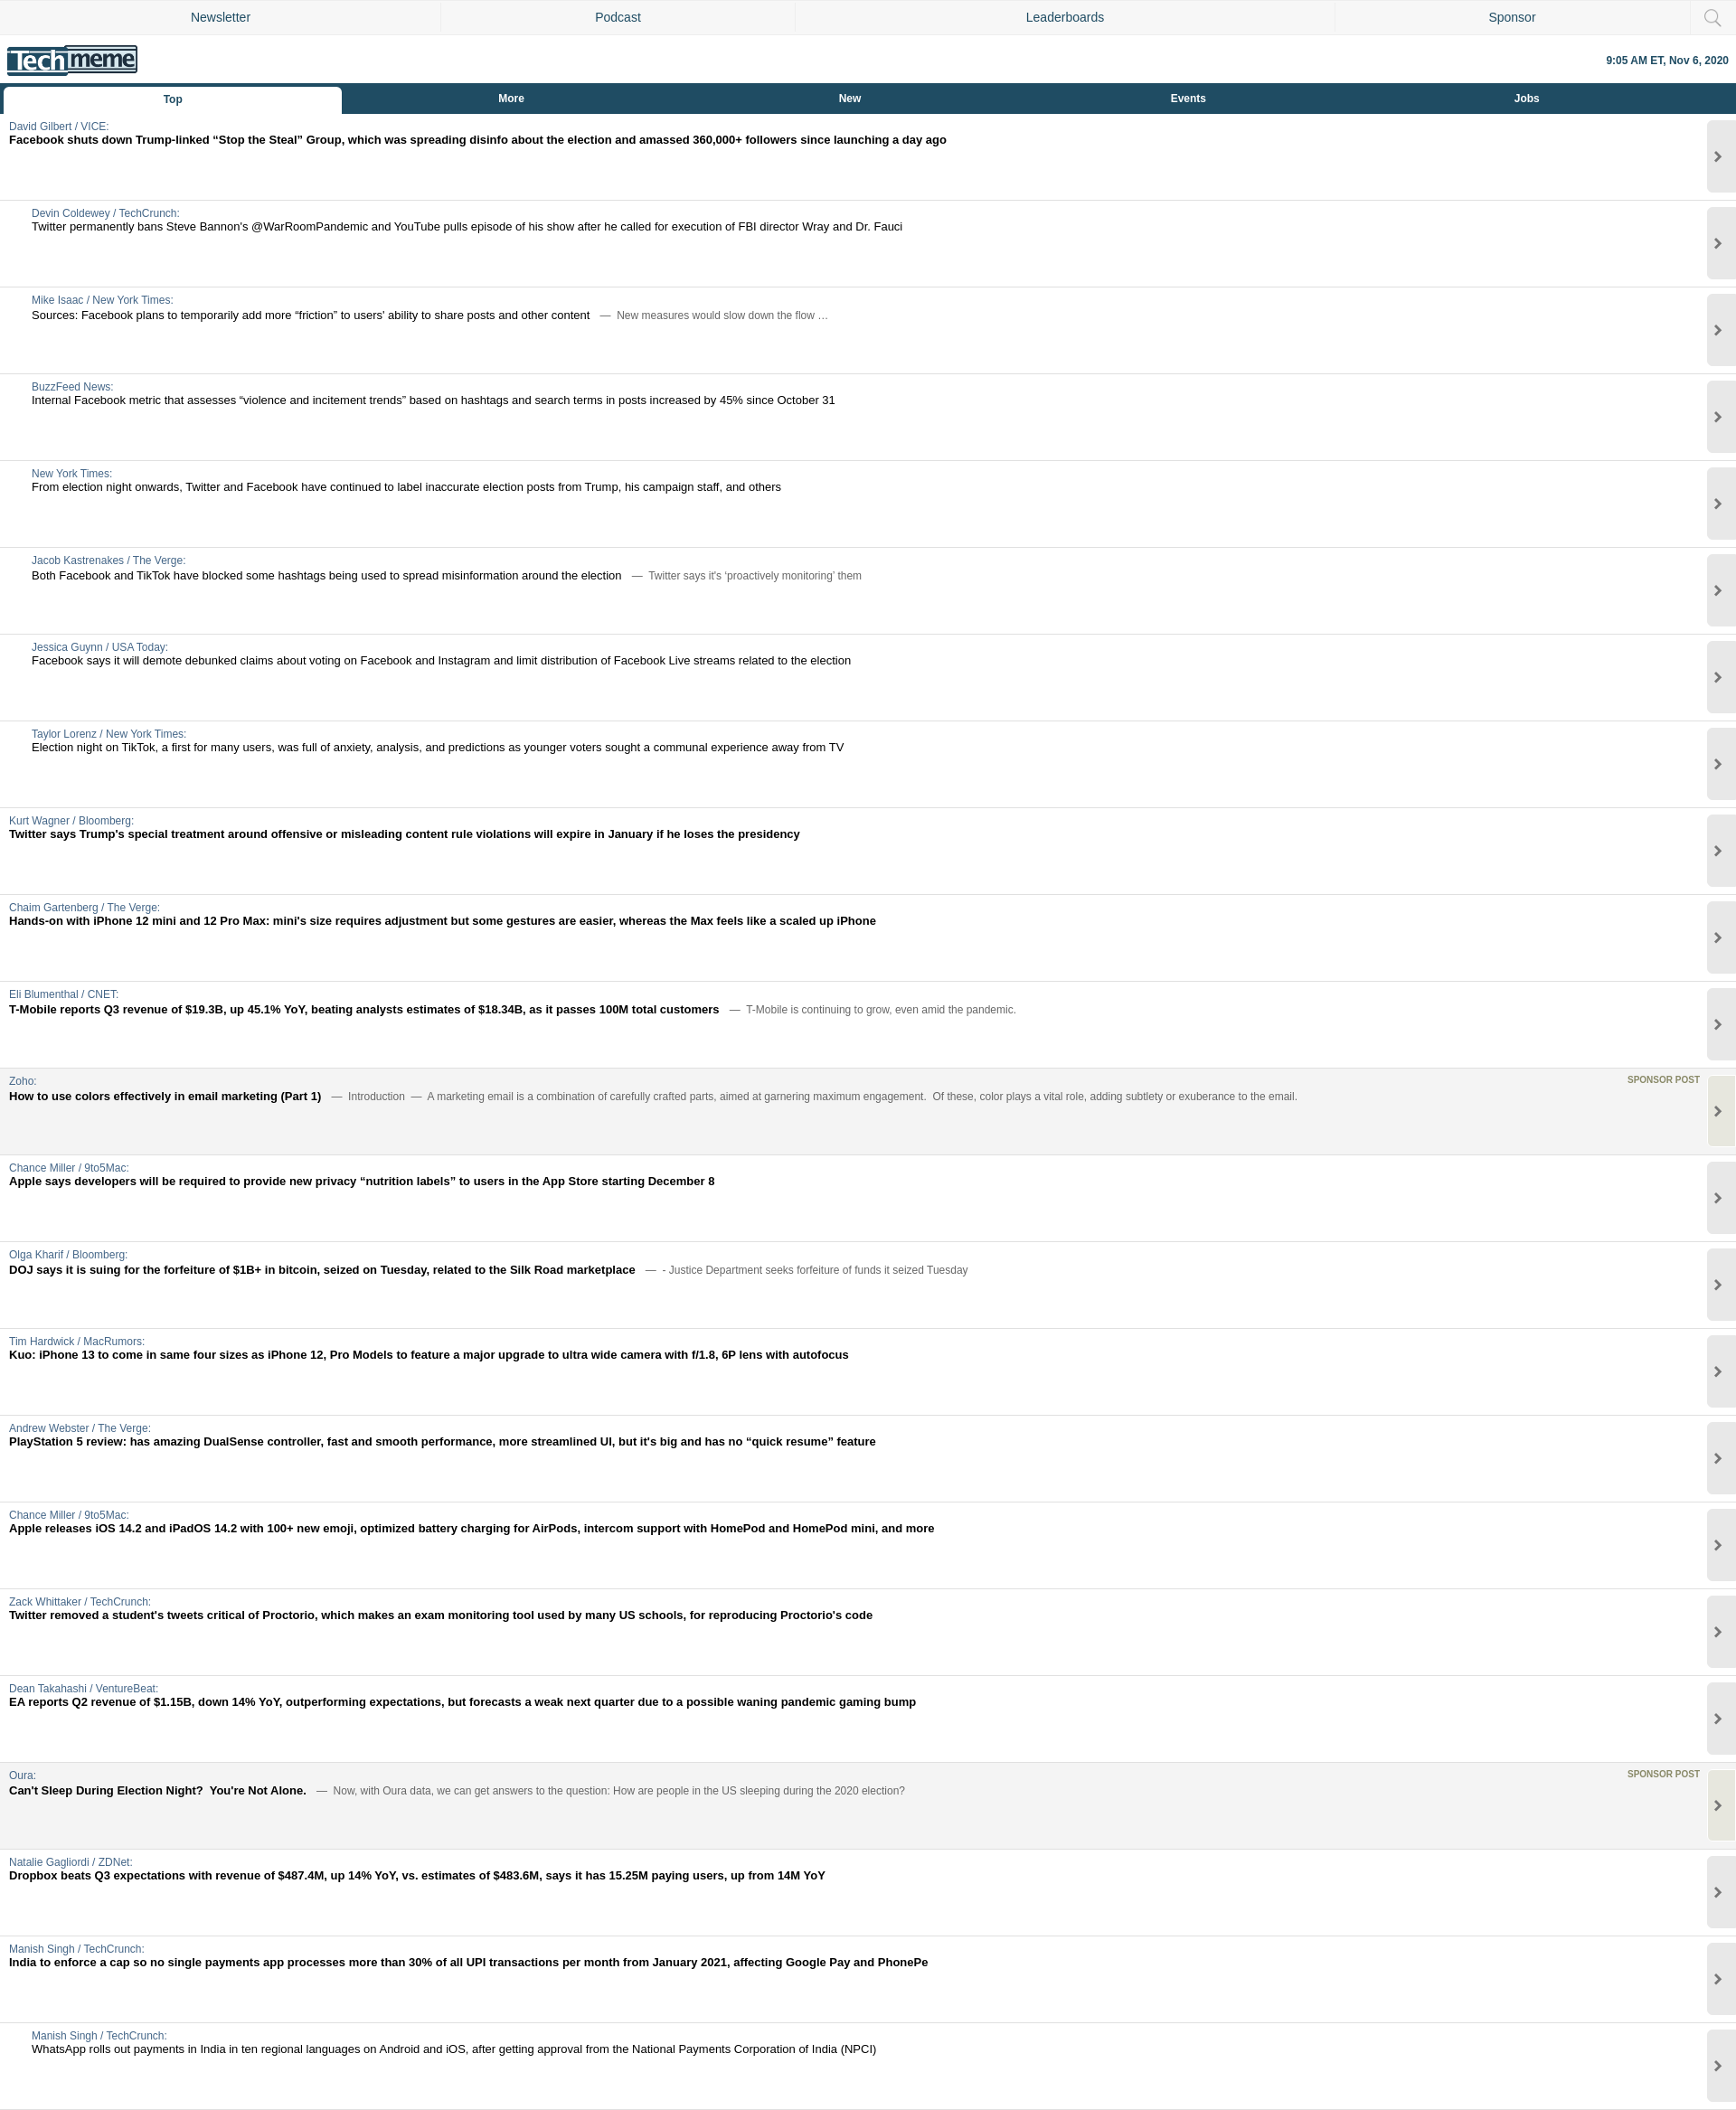 Newsletter
Podcast
Leaderboards
Sponsor
Techmeme
9:05 AM ET, Nov 6, 2020
Top
More
New
Events
Jobs
David Gilbert / VICE:
Facebook shuts down Trump-linked “Stop the Steal” Group, which was spreading disinfo about the election and amassed 360,000+ followers since launching a day ago
Devin Coldewey / TechCrunch:
Twitter permanently bans Steve Bannon's @WarRoomPandemic and YouTube pulls episode of his show after he called for execution of FBI director Wray and Dr. Fauci
Mike Isaac / New York Times:
Sources: Facebook plans to temporarily add more “friction” to users' ability to share posts and other content — New measures would slow down the flow …
BuzzFeed News:
Internal Facebook metric that assesses “violence and incitement trends” based on hashtags and search terms in posts increased by 45% since October 31
New York Times:
From election night onwards, Twitter and Facebook have continued to label inaccurate election posts from Trump, his campaign staff, and others
Jacob Kastrenakes / The Verge:
Both Facebook and TikTok have blocked some hashtags being used to spread misinformation around the election — Twitter says it's ‘proactively monitoring’ them
Jessica Guynn / USA Today:
Facebook says it will demote debunked claims about voting on Facebook and Instagram and limit distribution of Facebook Live streams related to the election
Taylor Lorenz / New York Times:
Election night on TikTok, a first for many users, was full of anxiety, analysis, and predictions as younger voters sought a communal experience away from TV
Kurt Wagner / Bloomberg:
Twitter says Trump's special treatment around offensive or misleading content rule violations will expire in January if he loses the presidency
Chaim Gartenberg / The Verge:
Hands-on with iPhone 12 mini and 12 Pro Max: mini's size requires adjustment but some gestures are easier, whereas the Max feels like a scaled up iPhone
Eli Blumenthal / CNET:
T-Mobile reports Q3 revenue of $19.3B, up 45.1% YoY, beating analysts estimates of $18.34B, as it passes 100M total customers — T-Mobile is continuing to grow, even amid the pandemic.
Zoho:
SPONSOR POST
How to use colors effectively in email marketing (Part 1) — Introduction — A marketing email is a combination of carefully crafted parts, aimed at garnering maximum engagement. Of these, color plays a vital role, adding subtlety or exuberance to the email.
Chance Miller / 9to5Mac:
Apple says developers will be required to provide new privacy “nutrition labels” to users in the App Store starting December 8
Olga Kharif / Bloomberg:
DOJ says it is suing for the forfeiture of $1B+ in bitcoin, seized on Tuesday, related to the Silk Road marketplace — - Justice Department seeks forfeiture of funds it seized Tuesday
Tim Hardwick / MacRumors:
Kuo: iPhone 13 to come in same four sizes as iPhone 12, Pro Models to feature a major upgrade to ultra wide camera with f/1.8, 6P lens with autofocus
Andrew Webster / The Verge:
PlayStation 5 review: has amazing DualSense controller, fast and smooth performance, more streamlined UI, but it's big and has no “quick resume” feature
Chance Miller / 9to5Mac:
Apple releases iOS 14.2 and iPadOS 14.2 with 100+ new emoji, optimized battery charging for AirPods, intercom support with HomePod and HomePod mini, and more
Zack Whittaker / TechCrunch:
Twitter removed a student's tweets critical of Proctorio, which makes an exam monitoring tool used by many US schools, for reproducing Proctorio's code
Dean Takahashi / VentureBeat:
EA reports Q2 revenue of $1.15B, down 14% YoY, outperforming expectations, but forecasts a weak next quarter due to a possible waning pandemic gaming bump
Oura:
SPONSOR POST
Can't Sleep During Election Night? You're Not Alone. — Now, with Oura data, we can get answers to the question: How are people in the US sleeping during the 2020 election?
Natalie Gagliordi / ZDNet:
Dropbox beats Q3 expectations with revenue of $487.4M, up 14% YoY, vs. estimates of $483.6M, says it has 15.25M paying users, up from 14M YoY
Manish Singh / TechCrunch:
India to enforce a cap so no single payments app processes more than 30% of all UPI transactions per month from January 2021, affecting Google Pay and PhonePe
Manish Singh / TechCrunch:
WhatsApp rolls out payments in India in ten regional languages on Android and iOS, after getting approval from the National Payments Corporation of India (NPCI)